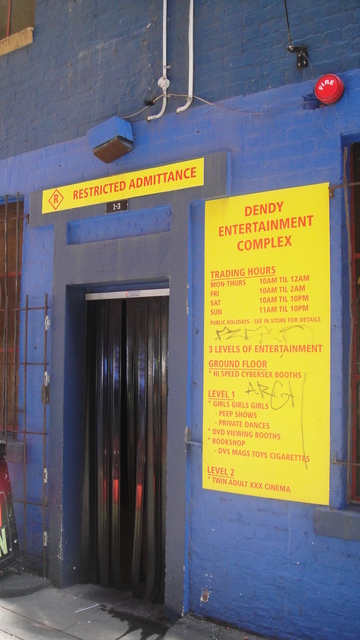 FIRE
R RESTRICTED ADMITTANCE
1-3
DENDY
ENTERTAINMENT
COMPLEX
TRADING HOURS
MON-THURS 10AM TIL 12AM
FRI 10AM TIL 2AM
SAT 10AM TIL 10PM
SUN 11AM TIL 10PM
PUBLIC HOLIDAYS - SEE IN STORE FOR DETAILS
3 LEVELS OF ENTERTAINMENT
GROUND FLOOR
* HI SPEED CYBERSEX BOOTHS
LEVEL 1
* GIRLS GIRLS GIRLS
- PEEP SHOWS
- PRIVATE DANCES
* DVD VIEWING BOOTHS
* BOOKSHOP
- DVS MAGS TOYS CIGARETTES
LEVEL 2
* TWIN ADULT XXX CINEMA